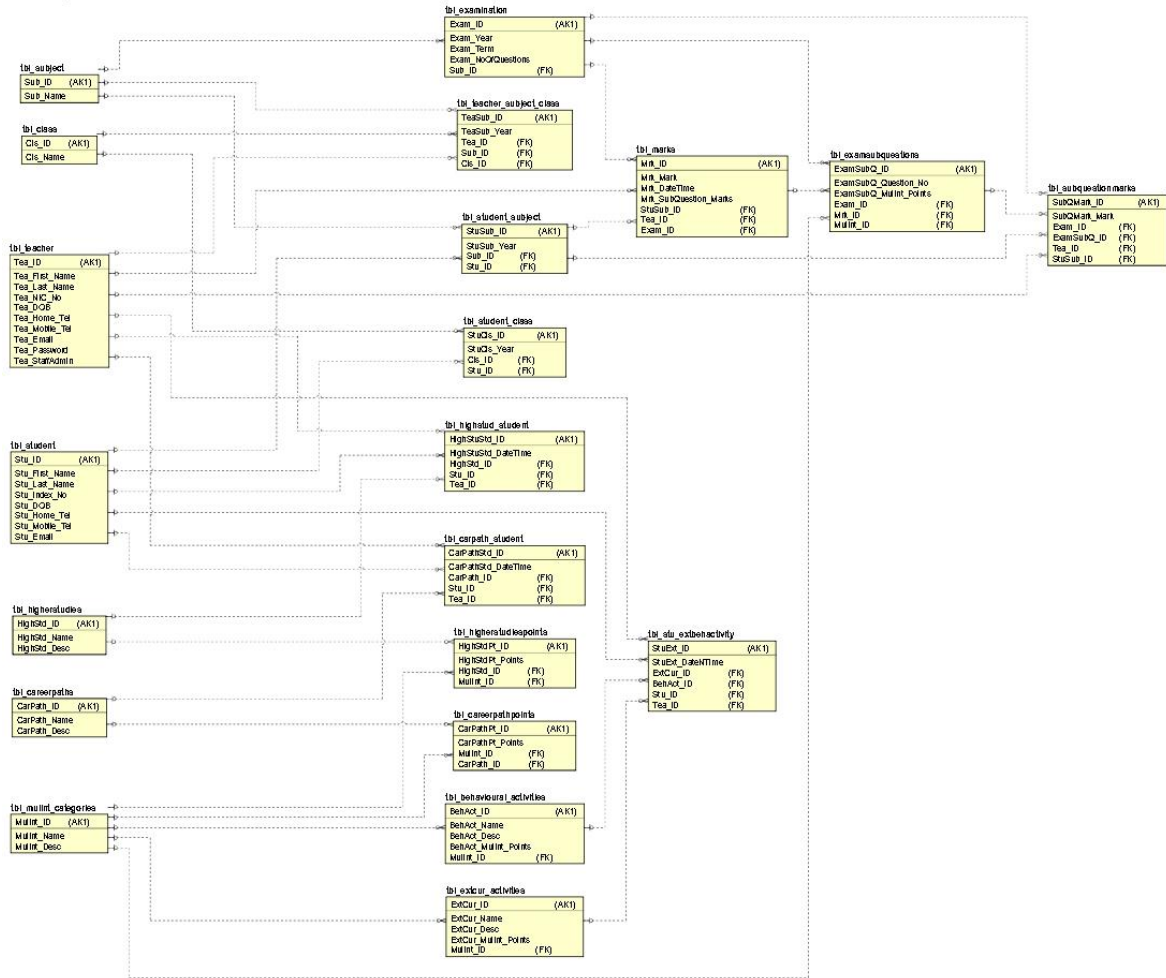 tbl_examination
Exam_ID (AK1)
Exam_Year
Exam_Term
Exam_NoOfQuestions
Sub_ID (FK)
tbl_subject
Sub_ID (AK1)
Sub_Name
tbl_teacher_subject_class
TeaSub_ID (AK1)
TeaSub_Year
Tea_ID (FK)
Sub_ID (FK)
Cls_ID (FK)
tbl_class
Cls_ID (AK1)
Cls_Name
tbl_marks
Mrk_ID (AK1)
Mrk_Mark
Mrk_DateTime
Mrk_SubQuestion_Marks
StuSub_ID (FK)
Tea_ID (FK)
Exam_ID (FK)
tbl_examsubquestions
ExamSubQ_ID (AK1)
ExamSubQ_Question_No
ExamSubQ_MulInt_Points
Exam_ID (FK)
Mrk_ID (FK)
MulInt_ID (FK)
tbl_subquestionmarks
SubQMark_ID (AK1)
SubQMark_Mark
Exam_ID (FK)
ExamSubQ_ID (FK)
Tea_ID (FK)
StuSub_ID (FK)
tbl_student_subject
StuSub_ID (AK1)
StuSub_Year
Sub_ID (FK)
Stu_ID (FK)
tbl_teacher
Tea_ID (AK1)
Tea_First_Name
Tea_Last_Name
Tea_NIC_No
Tea_DOB
Tea_Home_Tel
Tea_Mobile_Tel
Tea_Email
Tea_Password
Tea_StaffAdmin
tbl_student_class
StuCls_ID (AK1)
StuCls_Year
Cls_ID (FK)
Stu_ID (FK)
tbl_highstud_student
HighStuStd_ID (AK1)
HighStuStd_DateTime
HighStd_ID (FK)
Stu_ID (FK)
Tea_ID (FK)
tbl_student
Stu_ID (AK1)
Stu_First_Name
Stu_Last_Name
Stu_Index_No
Stu_DOB
Stu_Home_Tel
Stu_Mobile_Tel
Stu_Email
tbl_carpath_student
CarPathStd_ID (AK1)
CarPathStd_DateTime
CarPath_ID (FK)
Stu_ID (FK)
Tea_ID (FK)
tbl_higherstudies
HighStd_ID (AK1)
HighStd_Name
HighStd_Desc
tbl_higherstudiespoints
HighStdPt_ID (AK1)
HighStdPt_Points
HighStd_ID (FK)
MulInt_ID (FK)
tbl_stu_extbehactivity
StuExt_ID (AK1)
StuExt_DateNTime
ExtCur_ID (FK)
BehAct_ID (FK)
Stu_ID (FK)
Tea_ID (FK)
tbl_careerpaths
CarPath_ID (AK1)
CarPath_Name
CarPath_Desc
tbl_careerpathpoints
CarPathPt_ID (AK1)
CarPathPt_Points
MulInt_ID (FK)
CarPath_ID (FK)
tbl_mulint_categories
MulInt_ID (AK1)
MulInt_Name
MulInt_Desc
tbl_behavioural_activities
BehAct_ID (AK1)
BehAct_Name
BehAct_Desc
BehAct_MulInt_Points
MulInt_ID (FK)
tbl_extcur_activities
ExtCur_ID (AK1)
ExtCur_Name
ExtCur_Desc
ExtCur_MulInt_Points
MulInt_ID (FK)